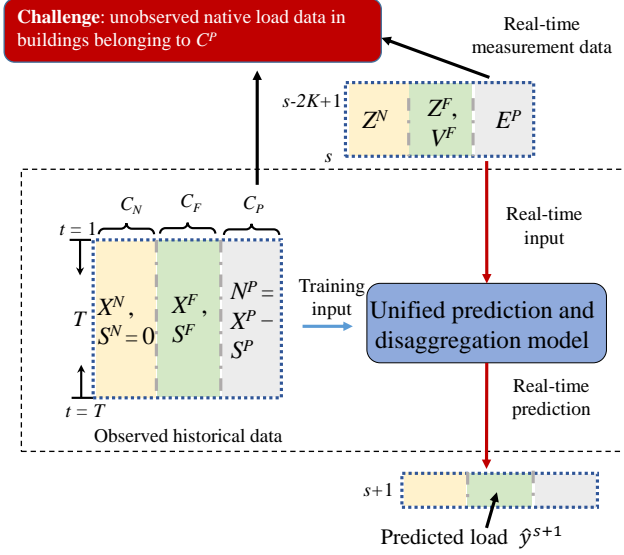 Challenge: unobserved native load data in
buildings belonging to C^P
Real-time
measurement data
s-2K+1
Z^N
Z^F,
V^F
E^P
s
C_N
C_F
C_P
t = 1
Real-time
input
T
X^N,
S^N = 0
X^F,
S^F
N^P =
X^P −
S^P
Training
input
Unified prediction and
disaggregation model
t = T
Observed historical data
Real-time
prediction
s+1
Predicted load ŷ^{s+1}